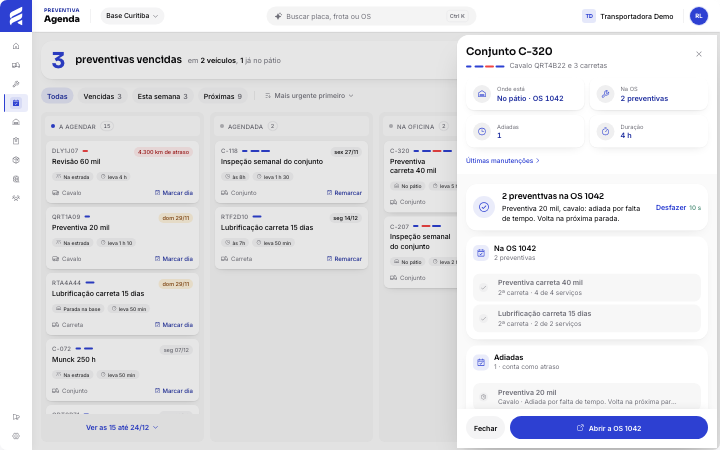 PREVENTIVA
Agenda
Base Curitiba
Buscar placa, frota ou OS
Ctrl K
TD
Transportadora Demo
RL
3 preventivas vencidas em 2 veículos, 1 já no pátio
Todas
Vencidas 3
Esta semana 3
Próximas 9
Mais urgente primeiro
A AGENDAR 15
DLY1J07
4.300 km de atraso
Revisão 60 mil
Na estrada
leva 4 h
Cavalo
Marcar dia
QRT1A09
dom 29/11
Preventiva 20 mil
Na estrada
leva 1 h 10
Cavalo
Marcar dia
RTA4A44
dom 29/11
Lubrificação carreta 15 dias
Parada na base
leva 50 min
Carreta
Marcar dia
C-072
seg 07/12
Munck 250 h
Na estrada
leva 50 min
Conjunto
Marcar dia
Ver as 15 até 24/12
AGENDADA 2
C-118
sex 27/11
Inspeção semanal do conjunto
às 8h
leva 1 h 30
Conjunto
Remarcar
RTF2D10
seg 14/12
Lubrificação carreta 15 dias
às 7h
leva 50 min
Carreta
Remarcar
NA OFICINA 2
C-320
Preventiva
carreta 40 mil
No pátio
Conjunto
C-207
Inspeção semanal
do conjunto
No pátio
Conjunto
Conjunto C-320
Cavalo QRT4B22 e 3 carretas
Onde está
No pátio · OS 1042
Na OS
2 preventivas
Adiadas
1
Duração
4 h
Últimas manutenções
2 preventivas na OS 1042
Preventiva 20 mil, cavalo: adiada por falta
de tempo. Volta na próxima parada.
Desfazer 10 s
Na OS 1042
2 preventivas
Preventiva carreta 40 mil
2ª carreta · 4 de 4 serviços
Lubrificação carreta 15 dias
2ª carreta · 2 de 2 serviços
Adiadas
1 · conta como atraso
Preventiva 20 mil
Cavalo · Adiada por falta de tempo. Volta na próxima par...
Fechar
Abrir a OS 1042